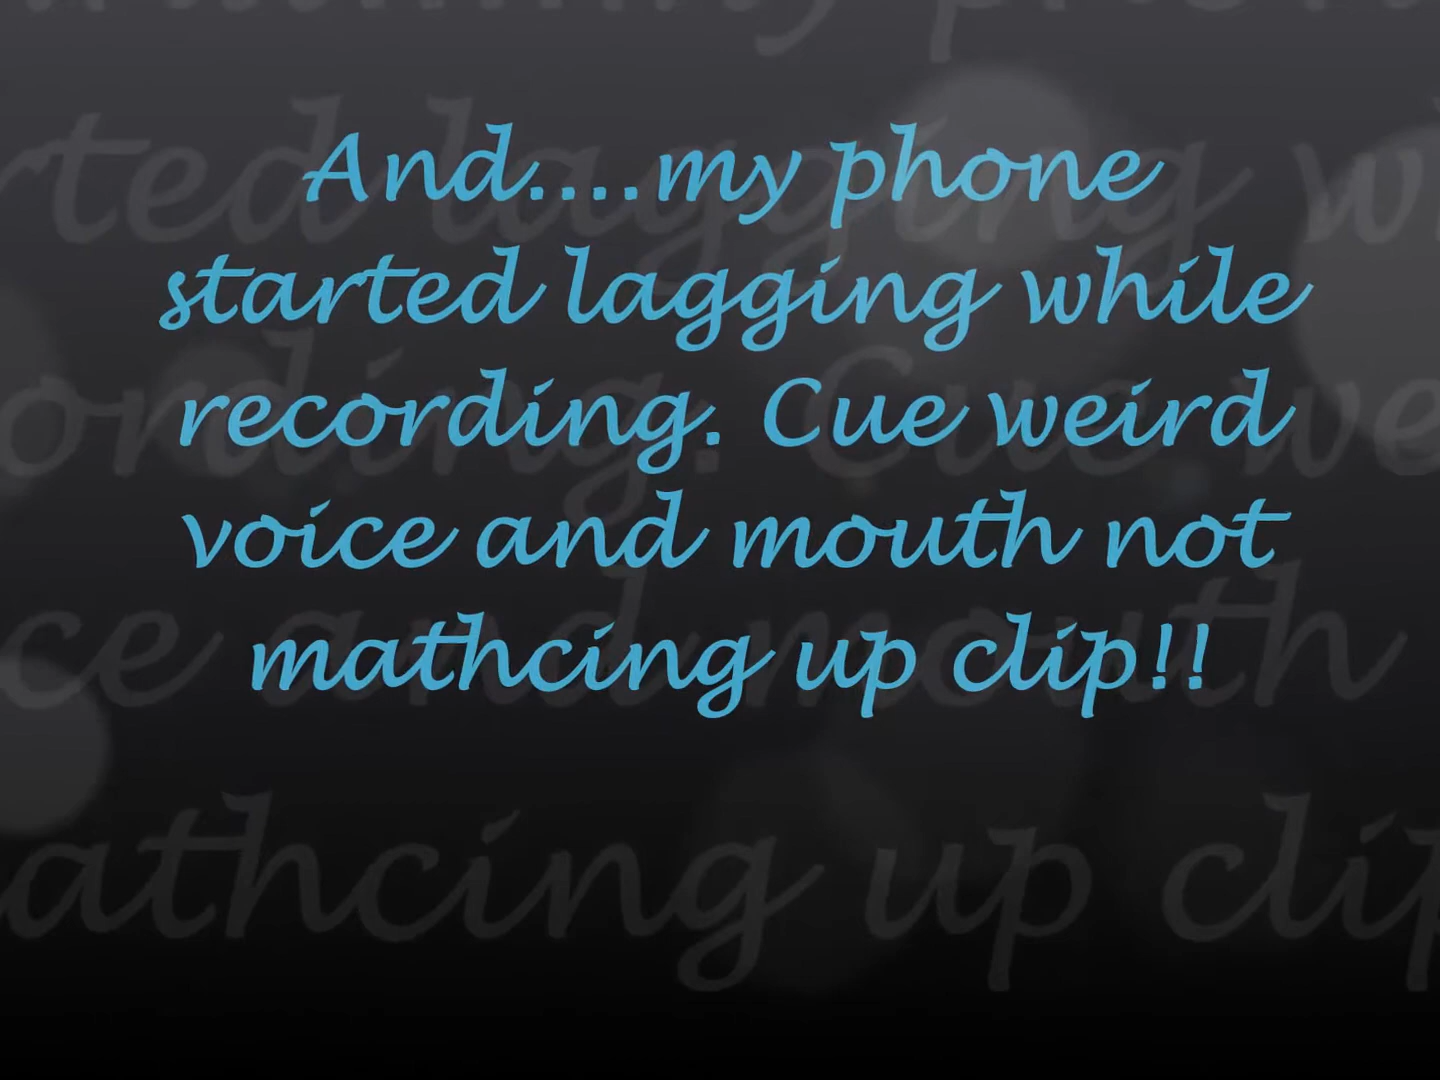 And....my phone
started lagging while
recording. Cue weird
voice and mouth not
mathcing up clip!!